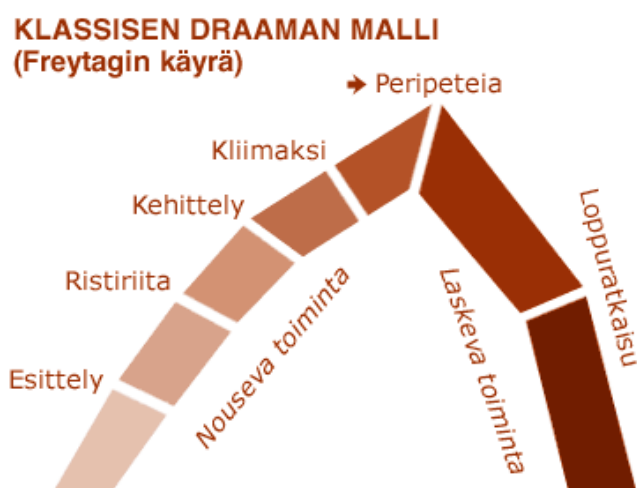 KLASSISEN DRAAMAN MALLI
(Freytagin käyrä)
Peripeteia
Kliimaksi
Kehittely
Ristiriita
Esittely
Nouseva toiminta
Laskeva toiminta
Loppuratkaisu